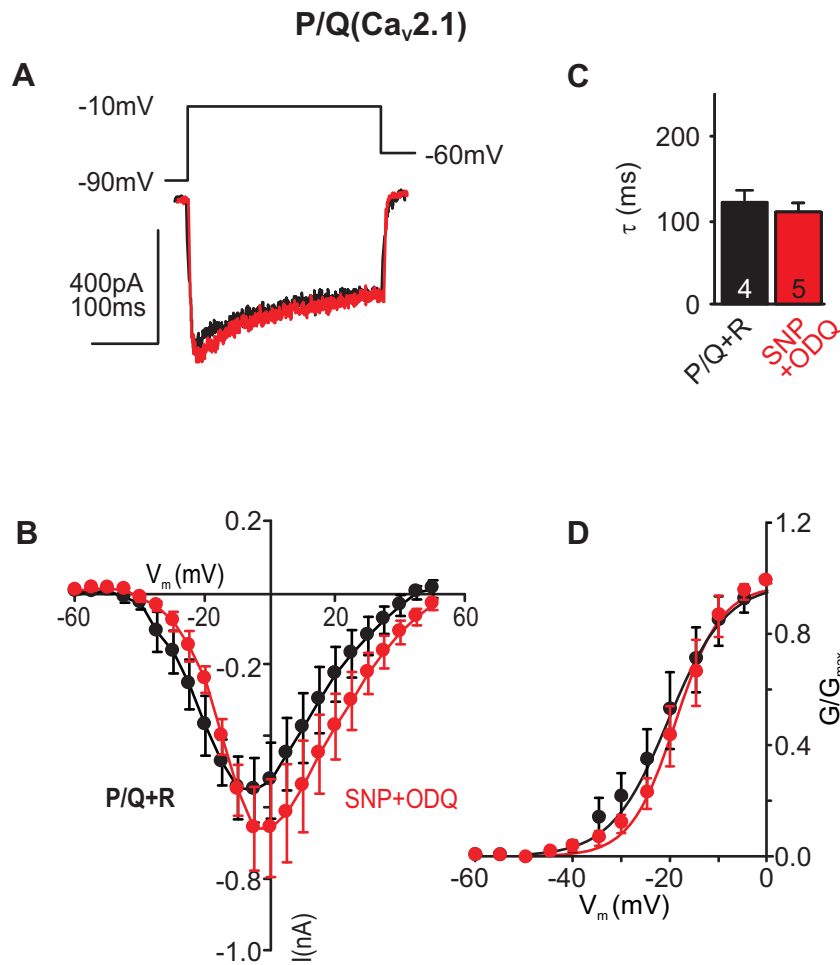 P/Q(Cav2.1)
A
-10mV
-90mV
-60mV
400pA
100ms
C
200
100
0
τ (ms)
4
5
P/Q+R
SNP
+ODQ
B
0.2
Vm(mV)
-60
-20
20
60
-0.2
P/Q+R
SNP+ODQ
-0.8
-1.0
I(nA)
D
1.2
0.8
0.4
0.0
G/Gmax
-60
-40
-20
0
Vm(mV)